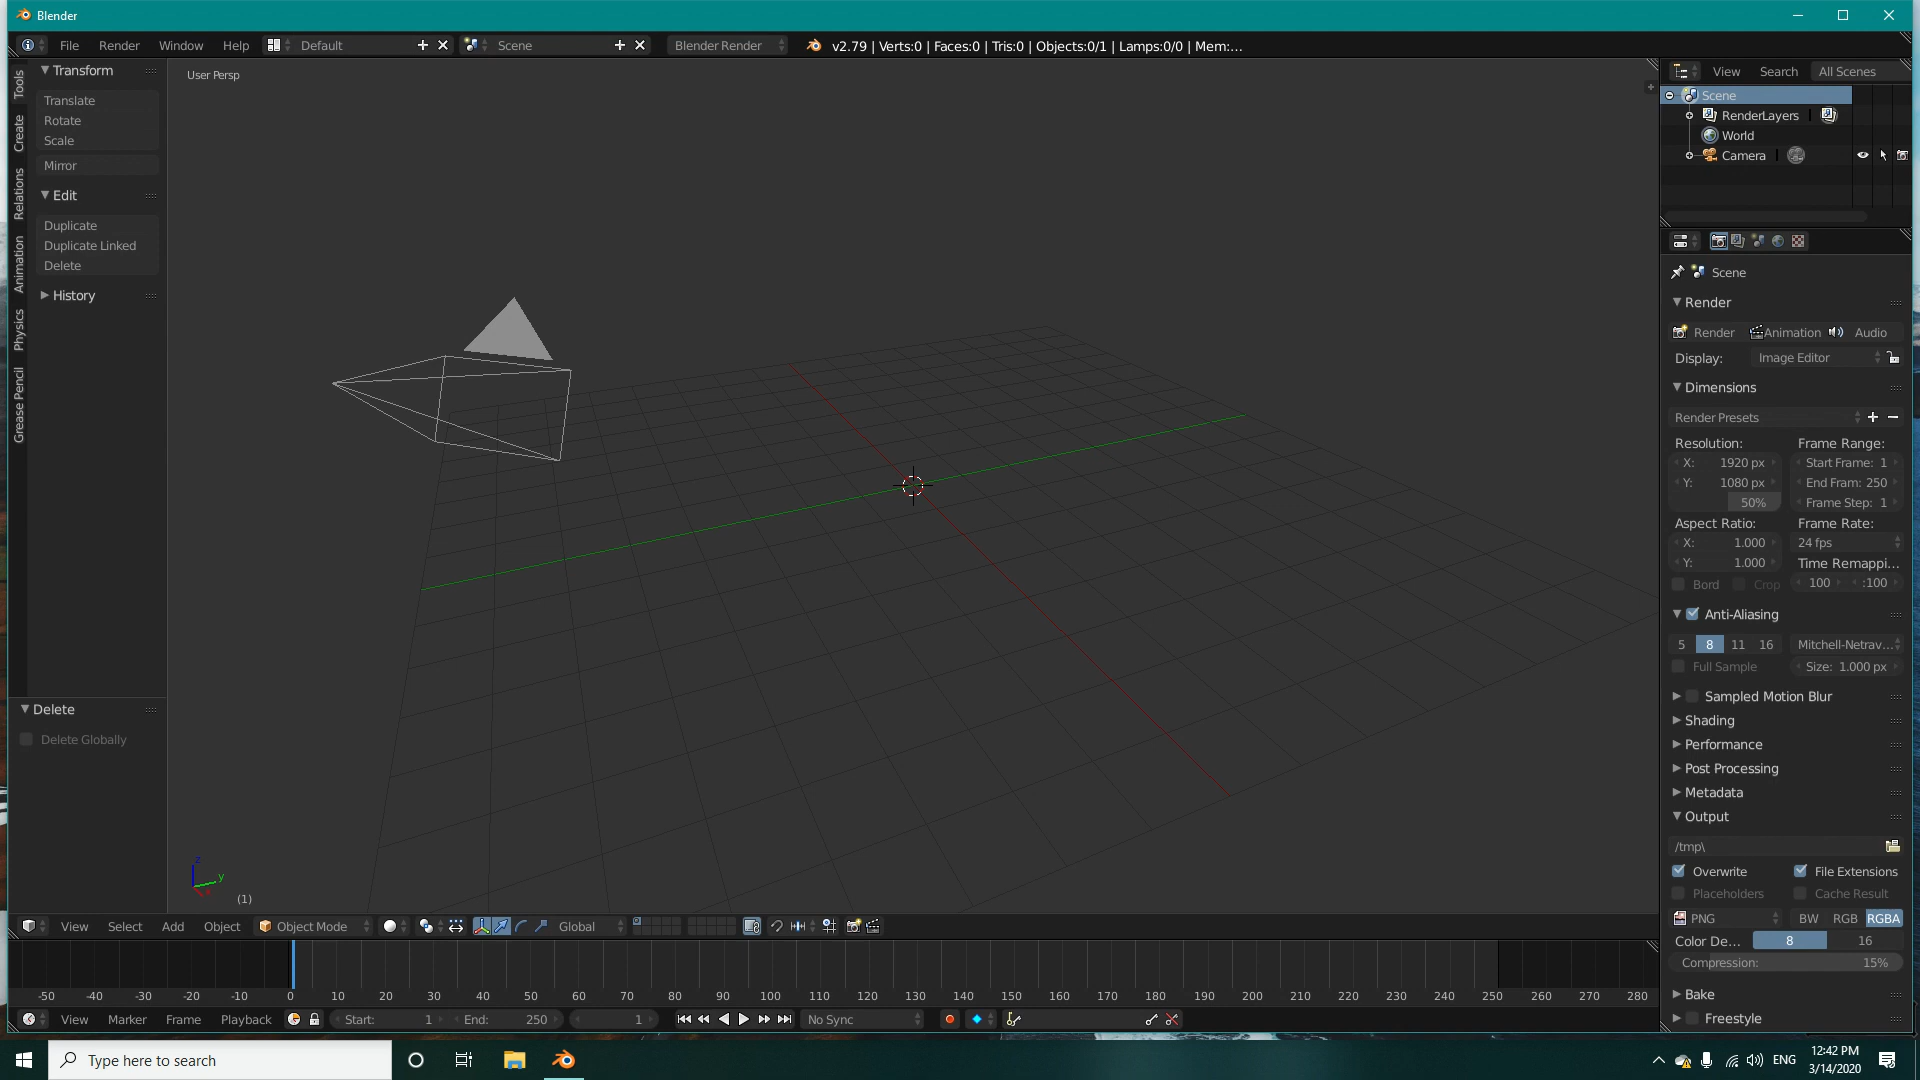 Blender
File Render Window Help Default Scene Blender Render v2.79 | Verts:0 | Faces:0 | Tris:0 | Objects:0/1 | Lamps:0/0 | Mem:...
Tools
Create
Relations
Animation
Physics
Grease Pencil
Transform
Translate
Rotate
Scale
Mirror
Edit
Duplicate
Duplicate Linked
Delete
History
Delete
Delete Globally
User Persp
z
y
(1)
View Select Add Object Object Mode Global
-50 -40 -30 -20 -10 0 10 20 30 40 50 60 70 80 90 100 110 120 130 140 150 160 170 180 190 200 210 220 230 240 250 260 270 280
View Marker Frame Playback Start: 1 End: 250 1 No Sync
View Search All Scenes
Scene
RenderLayers
World
Camera
Scene
Render
Render Animation Audio
Display: Image Editor
Dimensions
Render Presets
Resolution: Frame Range:
X: 1920 px Start Frame: 1
Y: 1080 px End Fram: 250
50% Frame Step: 1
Aspect Ratio: Frame Rate:
X: 1.000 24 fps
Y: 1.000 Time Remappi...
Bord Crop 100 :100
Anti-Aliasing
5 8 11 16 Mitchell-Netrav...
Full Sample Size: 1.000 px
Sampled Motion Blur
Shading
Performance
Post Processing
Metadata
Output
/tmp\
Overwrite File Extensions
Placeholders Cache Result
PNG BW RGB RGBA
Color De... 8 16
Compression: 15%
Bake
Freestyle
Type here to search
ENG
12:42 PM
3/14/2020